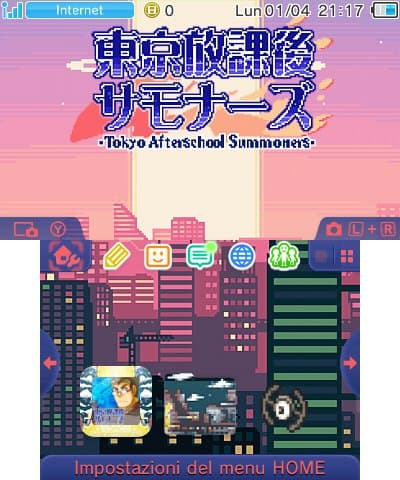 Internet
0
Lun 01/04 21:17
東京放課後
サモナーズ
•Tokyo Afterschool Summoners•
Y
L + R
Impostazioni del menu HOME